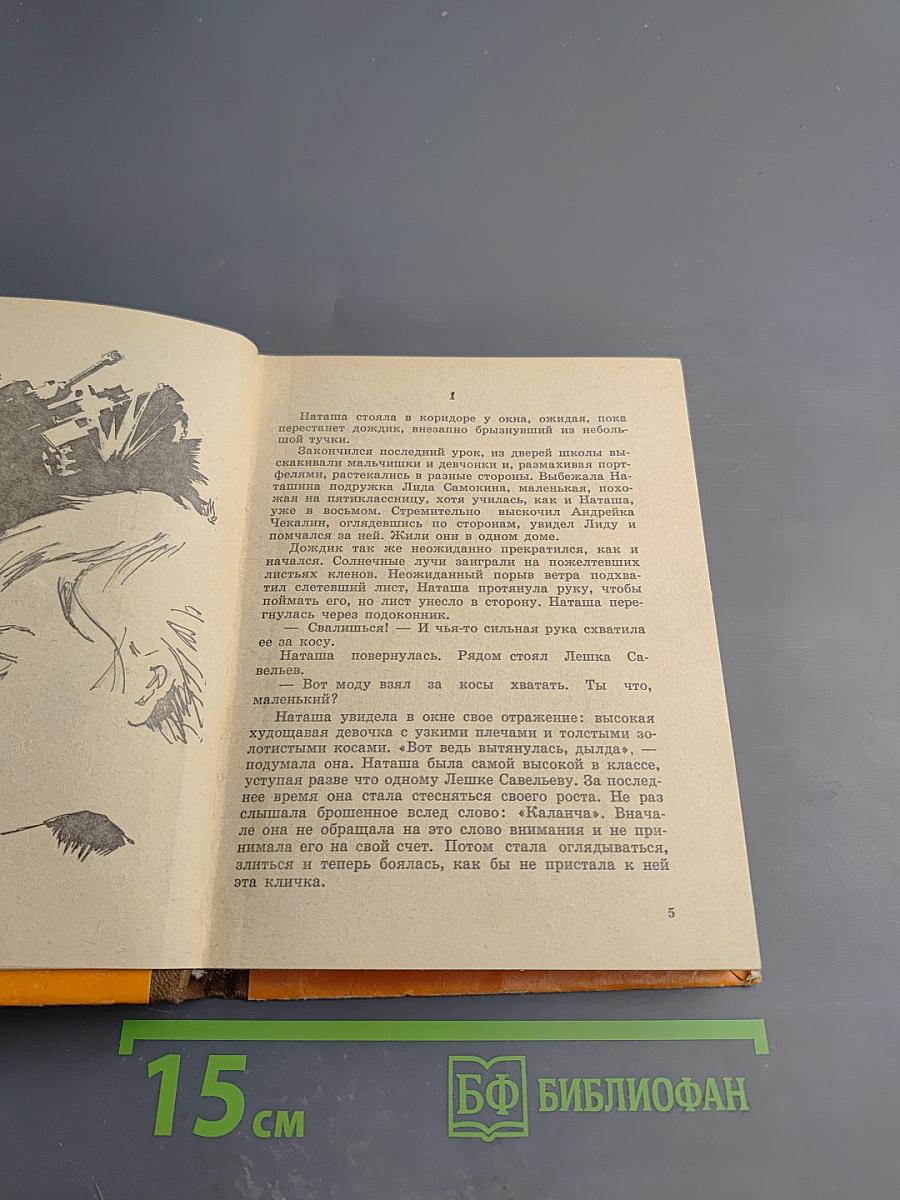 1
Наташа стояла в коридоре у окна, ожидая, пока
перестанет дождик, внезапно брызнувший из неболь-
шой тучки.
Закончился последний урок, из дверей школы вы-
скакивали мальчишки и девчонки и, размахивая порт-
фелями, растекались в разные стороны. Выбежала На-
ташина подружка Лида Самокина, маленькая, похо-
жая на пятиклассницу, хотя училась, как и Наташа,
уже в восьмом. Стремительно выскочил Андрейка
Чекалин, оглядевшись по сторонам, увидел Лиду и
помчался за ней. Жили они в одном доме.
Дождик так же неожиданно прекратился, как и
начался. Солнечные лучи заиграли на пожелтевших
листьях кленов. Неожиданный порыв ветра подхва-
тил слетевший лист, Наташа протянула руку, чтобы
поймать его, но лист унесло в сторону. Наташа пере-
гнулась через подоконник.
— Свалишься! — И чья-то сильная рука схватила
ее за косу.
Наташа повернулась. Рядом стоял Лешка Са-
вельев.
— Вот моду взял за косы хватать. Ты что,
маленький?
Наташа увидела в окне свое отражение: высокая
худощавая девочка с узкими плечами и толстыми зо-
лотистыми косами. «Вот ведь вытянулась, дылда», —
подумала она. Наташа была самой высокой в классе,
уступая разве что одному Лешке Савельеву. За послед-
нее время она стала стесняться своего роста. Не раз
слышала брошенное вслед слово: «Каланча». Внача-
ле она не обращала на это слово внимания и не при-
нимала его на свой счет. Потом стала оглядываться,
злиться и теперь боялась, как бы не пристала к ней
эта кличка.
5
15 см
БФ БИБЛИОФАН